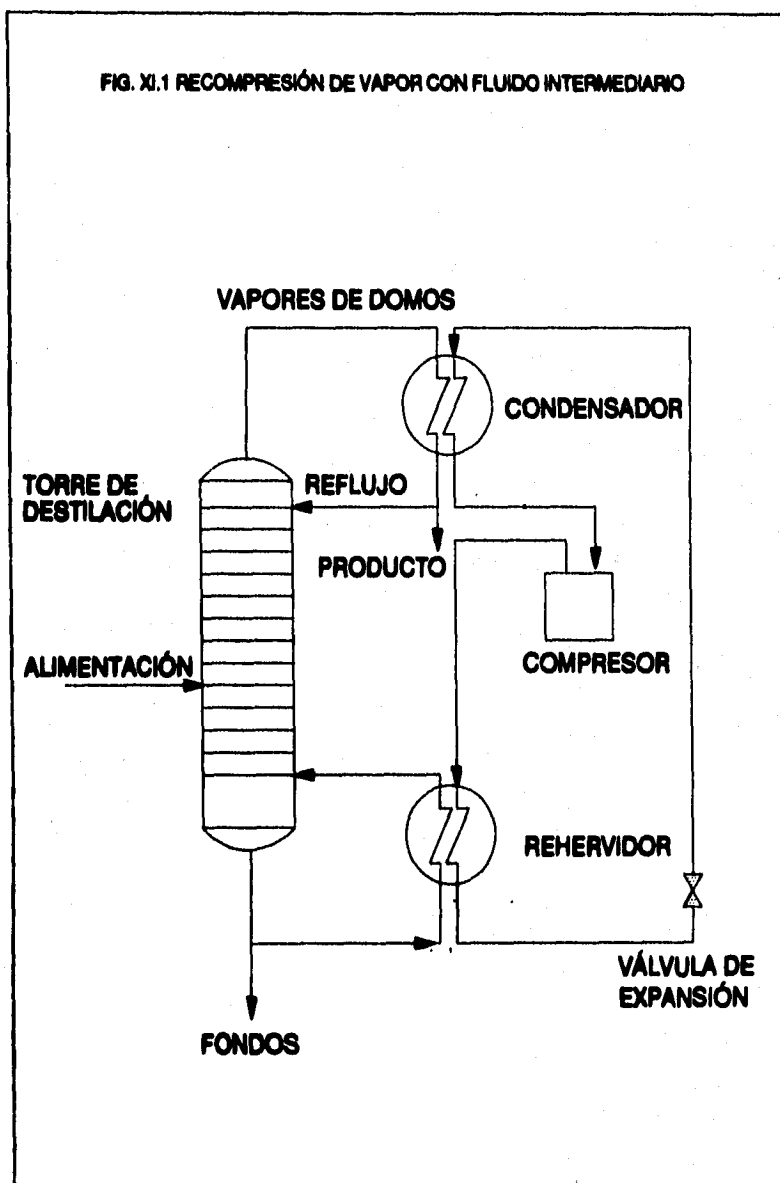 FIG. XI.1 RECOMPRESIÓN DE VAPOR CON FLUIDO INTERMEDIARIO
VAPORES DE DOMOS
CONDENSADOR
TORRE DE
DESTILACIÓN
REFLUJO
PRODUCTO
COMPRESOR
ALIMENTACIÓN
REHERVIDOR
VÁLVULA DE
EXPANSIÓN
FONDOS